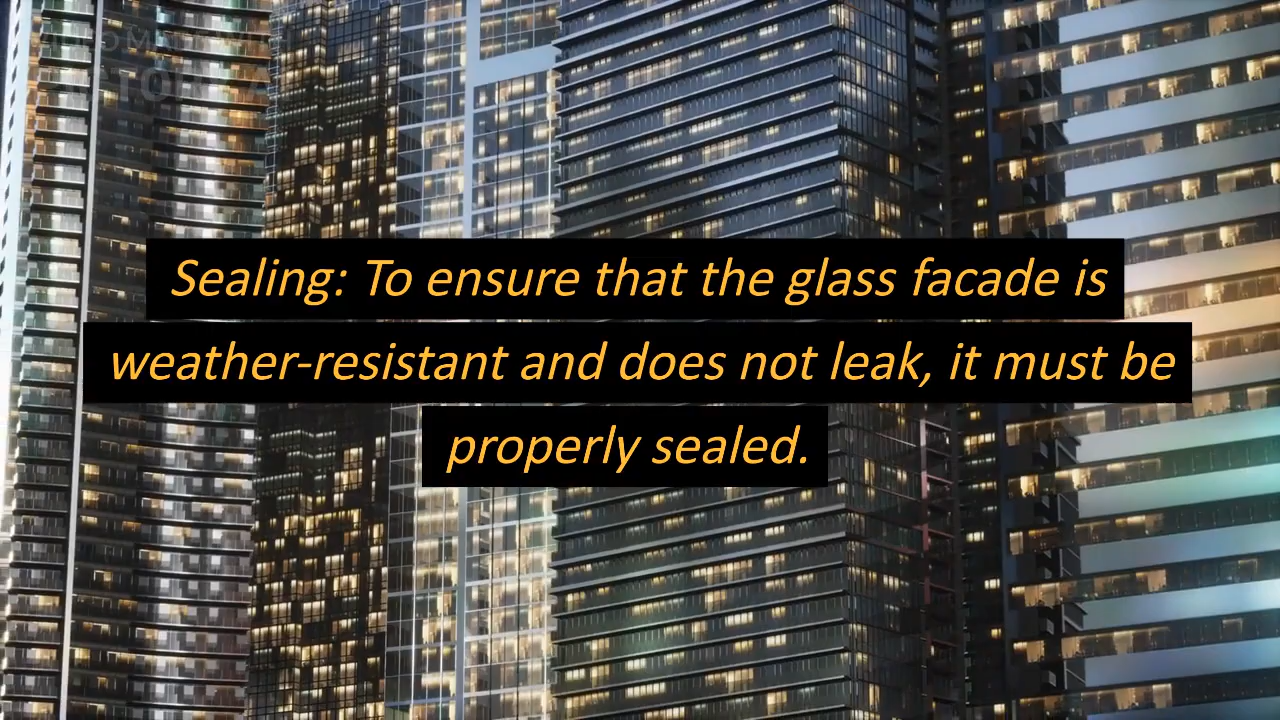 Sealing: To ensure that the glass facade is
weather-resistant and does not leak, it must be
properly sealed.